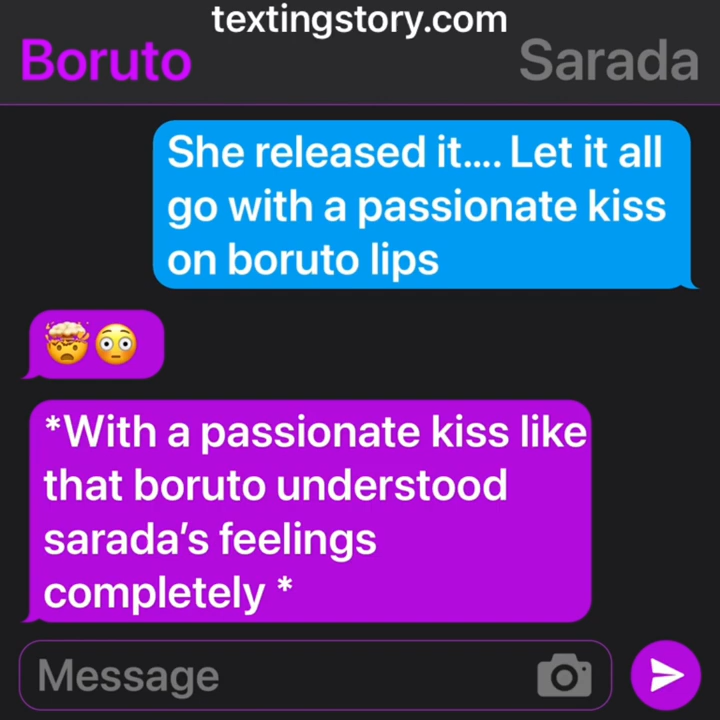 textingstory.com
Boruto
Sarada
She released it.... Let it all
go with a passionate kiss
on boruto lips
🤯😳
*With a passionate kiss like
that boruto understood
sarada’s feelings
completely *
Message